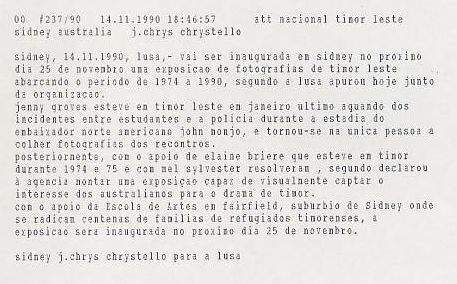 00 #237/90 14.11.1990 18:46:57 att nacional timor leste
sidney australia j.chrys chrystello
sidney, 14.11.1990, lusa,- vai ser inaugurada em sidney no proximo
dia 25 de novembro uma exposicao de fotografias de timor leste
abarcando o periodo de 1974 a 1990, segundo a lusa apurou hoje junto
da organizacao.
jenny groves esteve em timor leste em janeiro ultimo aquando dos
incidentes entre estudantes e a policia durante a estadia do
embaixador norte americano john monjo, e tornou-se na unica pessoa a
colher fotografias dos recontros.
posteriormente, com o apoio de elaine briere que esteve em timor
durante 1974 e 75 e com mel sylvester resolveram , segundo declarou
à agencia montar uma exposiçao capaz de visualmente captar o
interesse dos australianos para o drama de timor.
com o apoio da Escola de Artes em fairfield, suburbio de Sidney onde
se radicam centenas de familias de refugiados timorenses, a
exposicao sera inaugurada no proximo dia 25 de novembro.
sidney j.chrys chrystello para a lusa